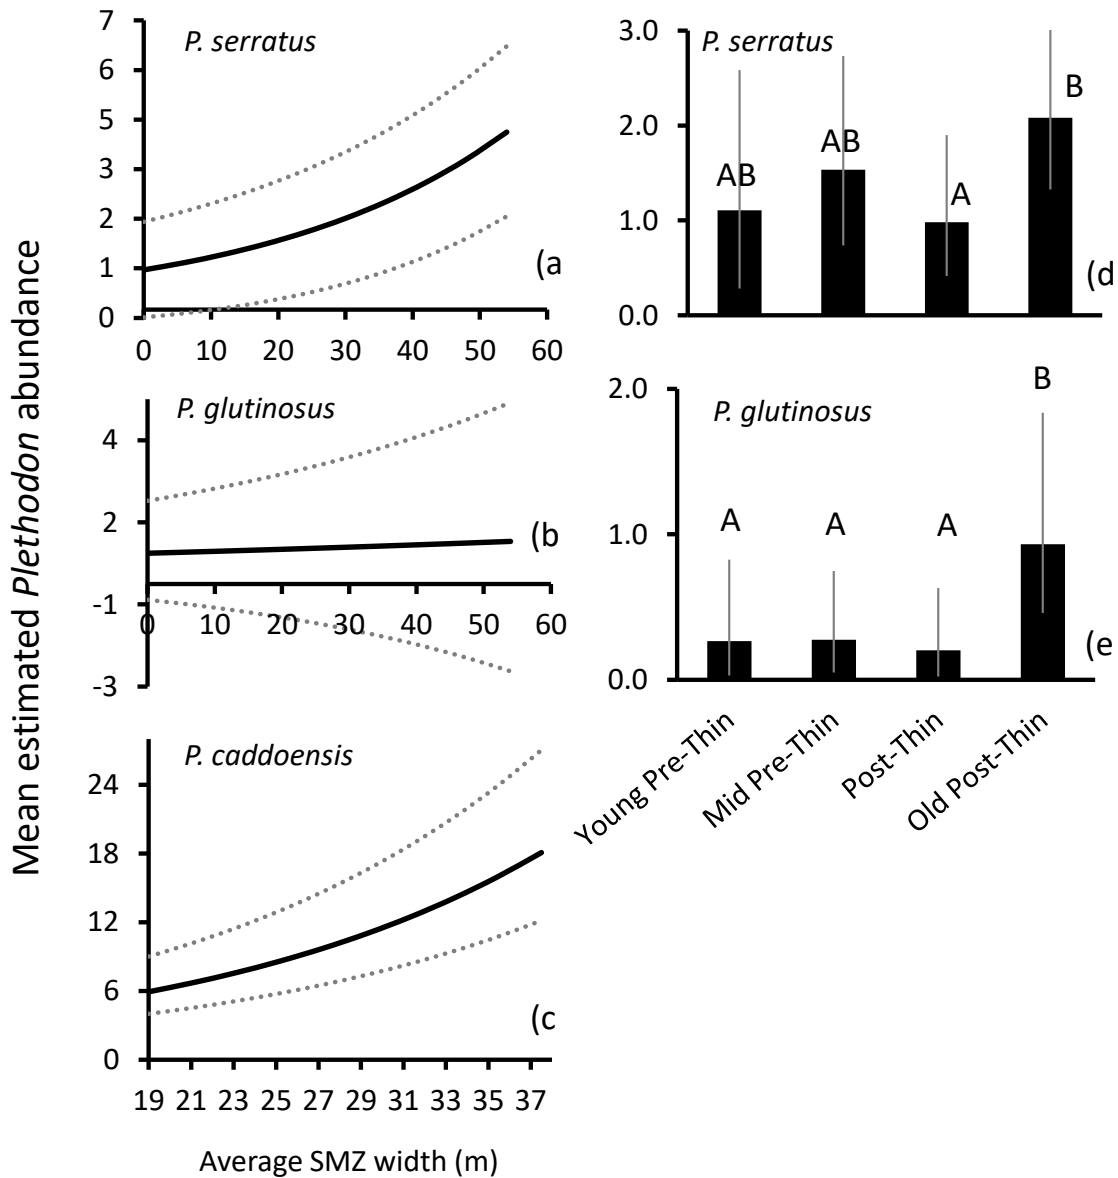 Mean estimated Plethodon abundance
P. serratus
7
6
5
3
2
1
0
0 10 20 30 40 50 60
(a
P. glutinosus
4
2
-1
-3
0 10 20 30 40 50 60
(b
P. caddoensis
24
18
12
6
0
19 21 23 25 27 29 31 33 35 37
(c
Average SMZ width (m)
P. serratus
3.0
2.0
1.0
0.0
AB AB A B
(d
P. glutinosus
2.0
1.0
0.0
A A A B
(e
Young Pre-Thin
Mid Pre-Thin
Post-Thin
Old Post-Thin